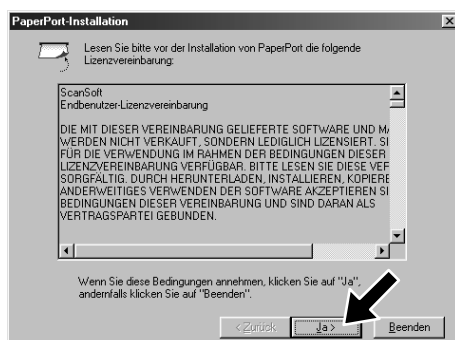 PaperPort-Installation
Lesen Sie bitte vor der Installation von PaperPort die folgende
Lizenzvereinbarung:
ScanSoft
Endbenutzer-Lizenzvereinbarung
DIE MIT DIESER VEREINBARUNG GELIEFERTE SOFTWARE UND
WERDEN NICHT VERKAUFT, SONDERN LEDIGLICH LIZENSIERT.
FÜR DIE VERWENDUNG IM RAHMEN DER BEDINGUNGEN DIESER
LIZENZVEREINBARUNG VERFÜGBAR. BITTE LESEN SIE DIESE
SORGFÄLTIG. DURCH HERUNTERLADEN, INSTALLIEREN,
ANDERWEITIGES VERWENDEN DER SOFTWARE AKZEPTIEREN
BEDINGUNGEN DIESER VEREINBARUNG UND SIND DARAN ALS
VERTRAGSPARTEI GEBUNDEN.
Wenn Sie diese Bedingungen annehmen, klicken Sie auf "Ja",
andernfalls klicken Sie auf "Beenden".
< Zurück Ja > Beenden